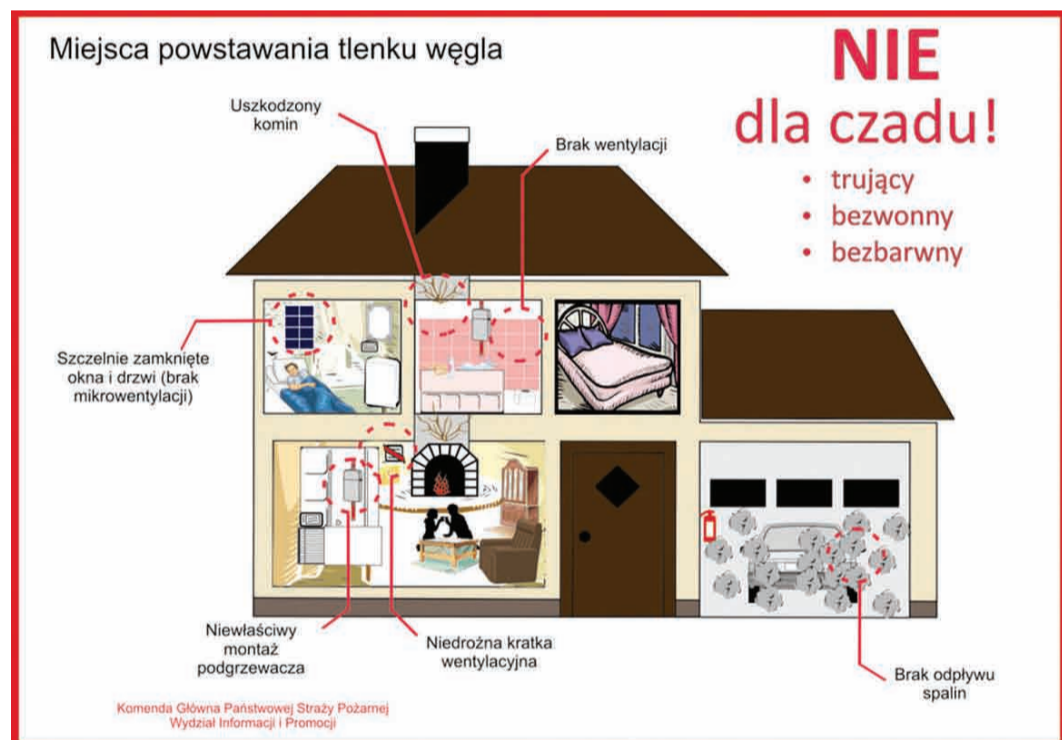 Miejsca powstawania tlenku węgla
NIE
dla czadu!
• trujący
• bezwonny
• bezbarwny
Uszkodzony
komin
Brak wentylacji
Szczelnie zamknięte
okna i drzwi (brak
mikrowentylacji)
Niewłaściwy
montaż
podgrzewacza
Niedrożna kratka
wentylacyjna
Brak odpływu
spalin
Komenda Główna Państwowej Straży Pożarnej
Wydział Informacji i Promocji